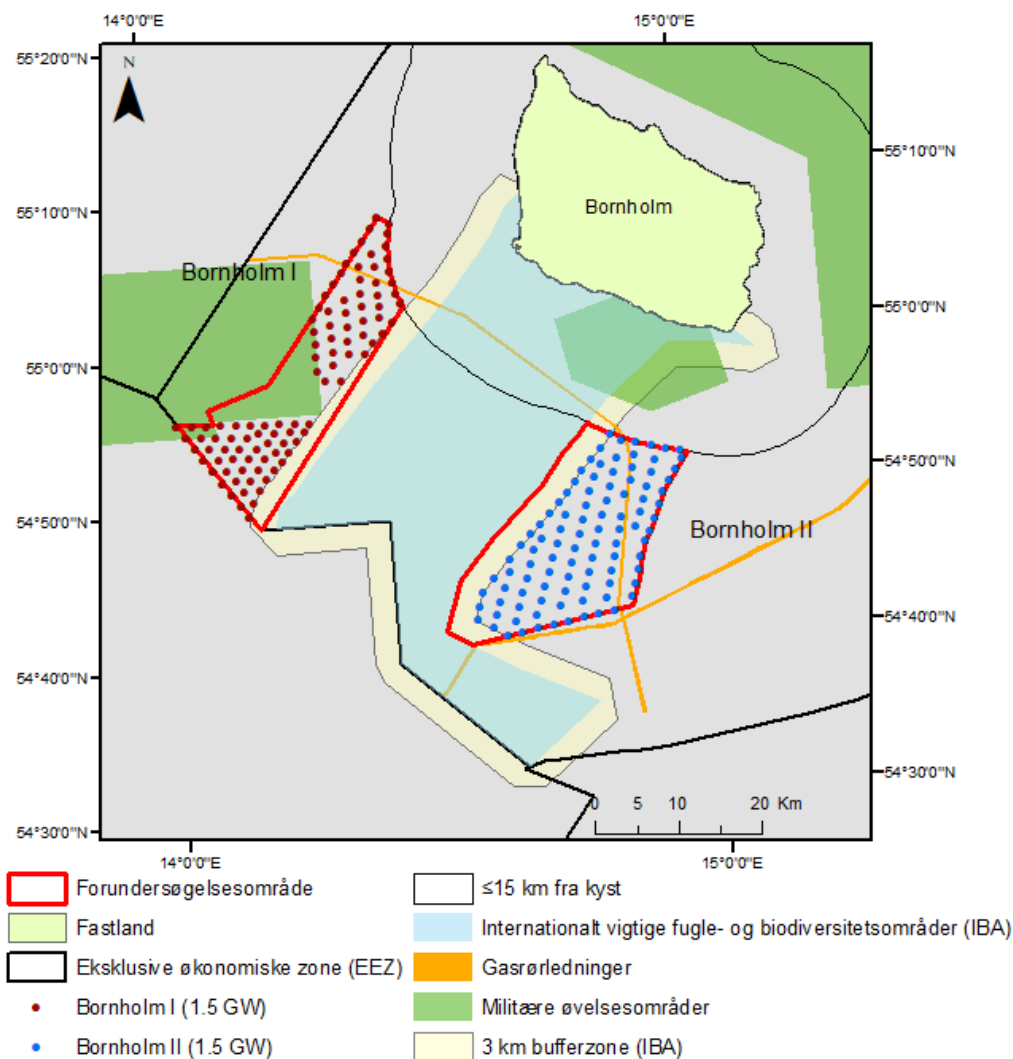 14°0'0"E
15°0'0"E
55°20'0"N
N
55°10'0"N
Bornholm
55°10'0"N
Bornholm I
55°0'0"N
55°0'0"N
54°50'0"N
54°50'0"N
Bornholm II
54°40'0"N
54°40'0"N
54°30'0"N
0 5 10 20 Km
54°30'0"N
14°0'0"E
15°0'0"E
Forundersøgelsesområde
≤15 km fra kyst
Fastland
Internationalt vigtige fugle- og biodiversitetsområder (IBA)
Eksklusive økonomiske zone (EEZ)
Gasrørledninger
Bornholm I (1.5 GW)
Militære øvelsesområder
Bornholm II (1.5 GW)
3 km bufferzone (IBA)